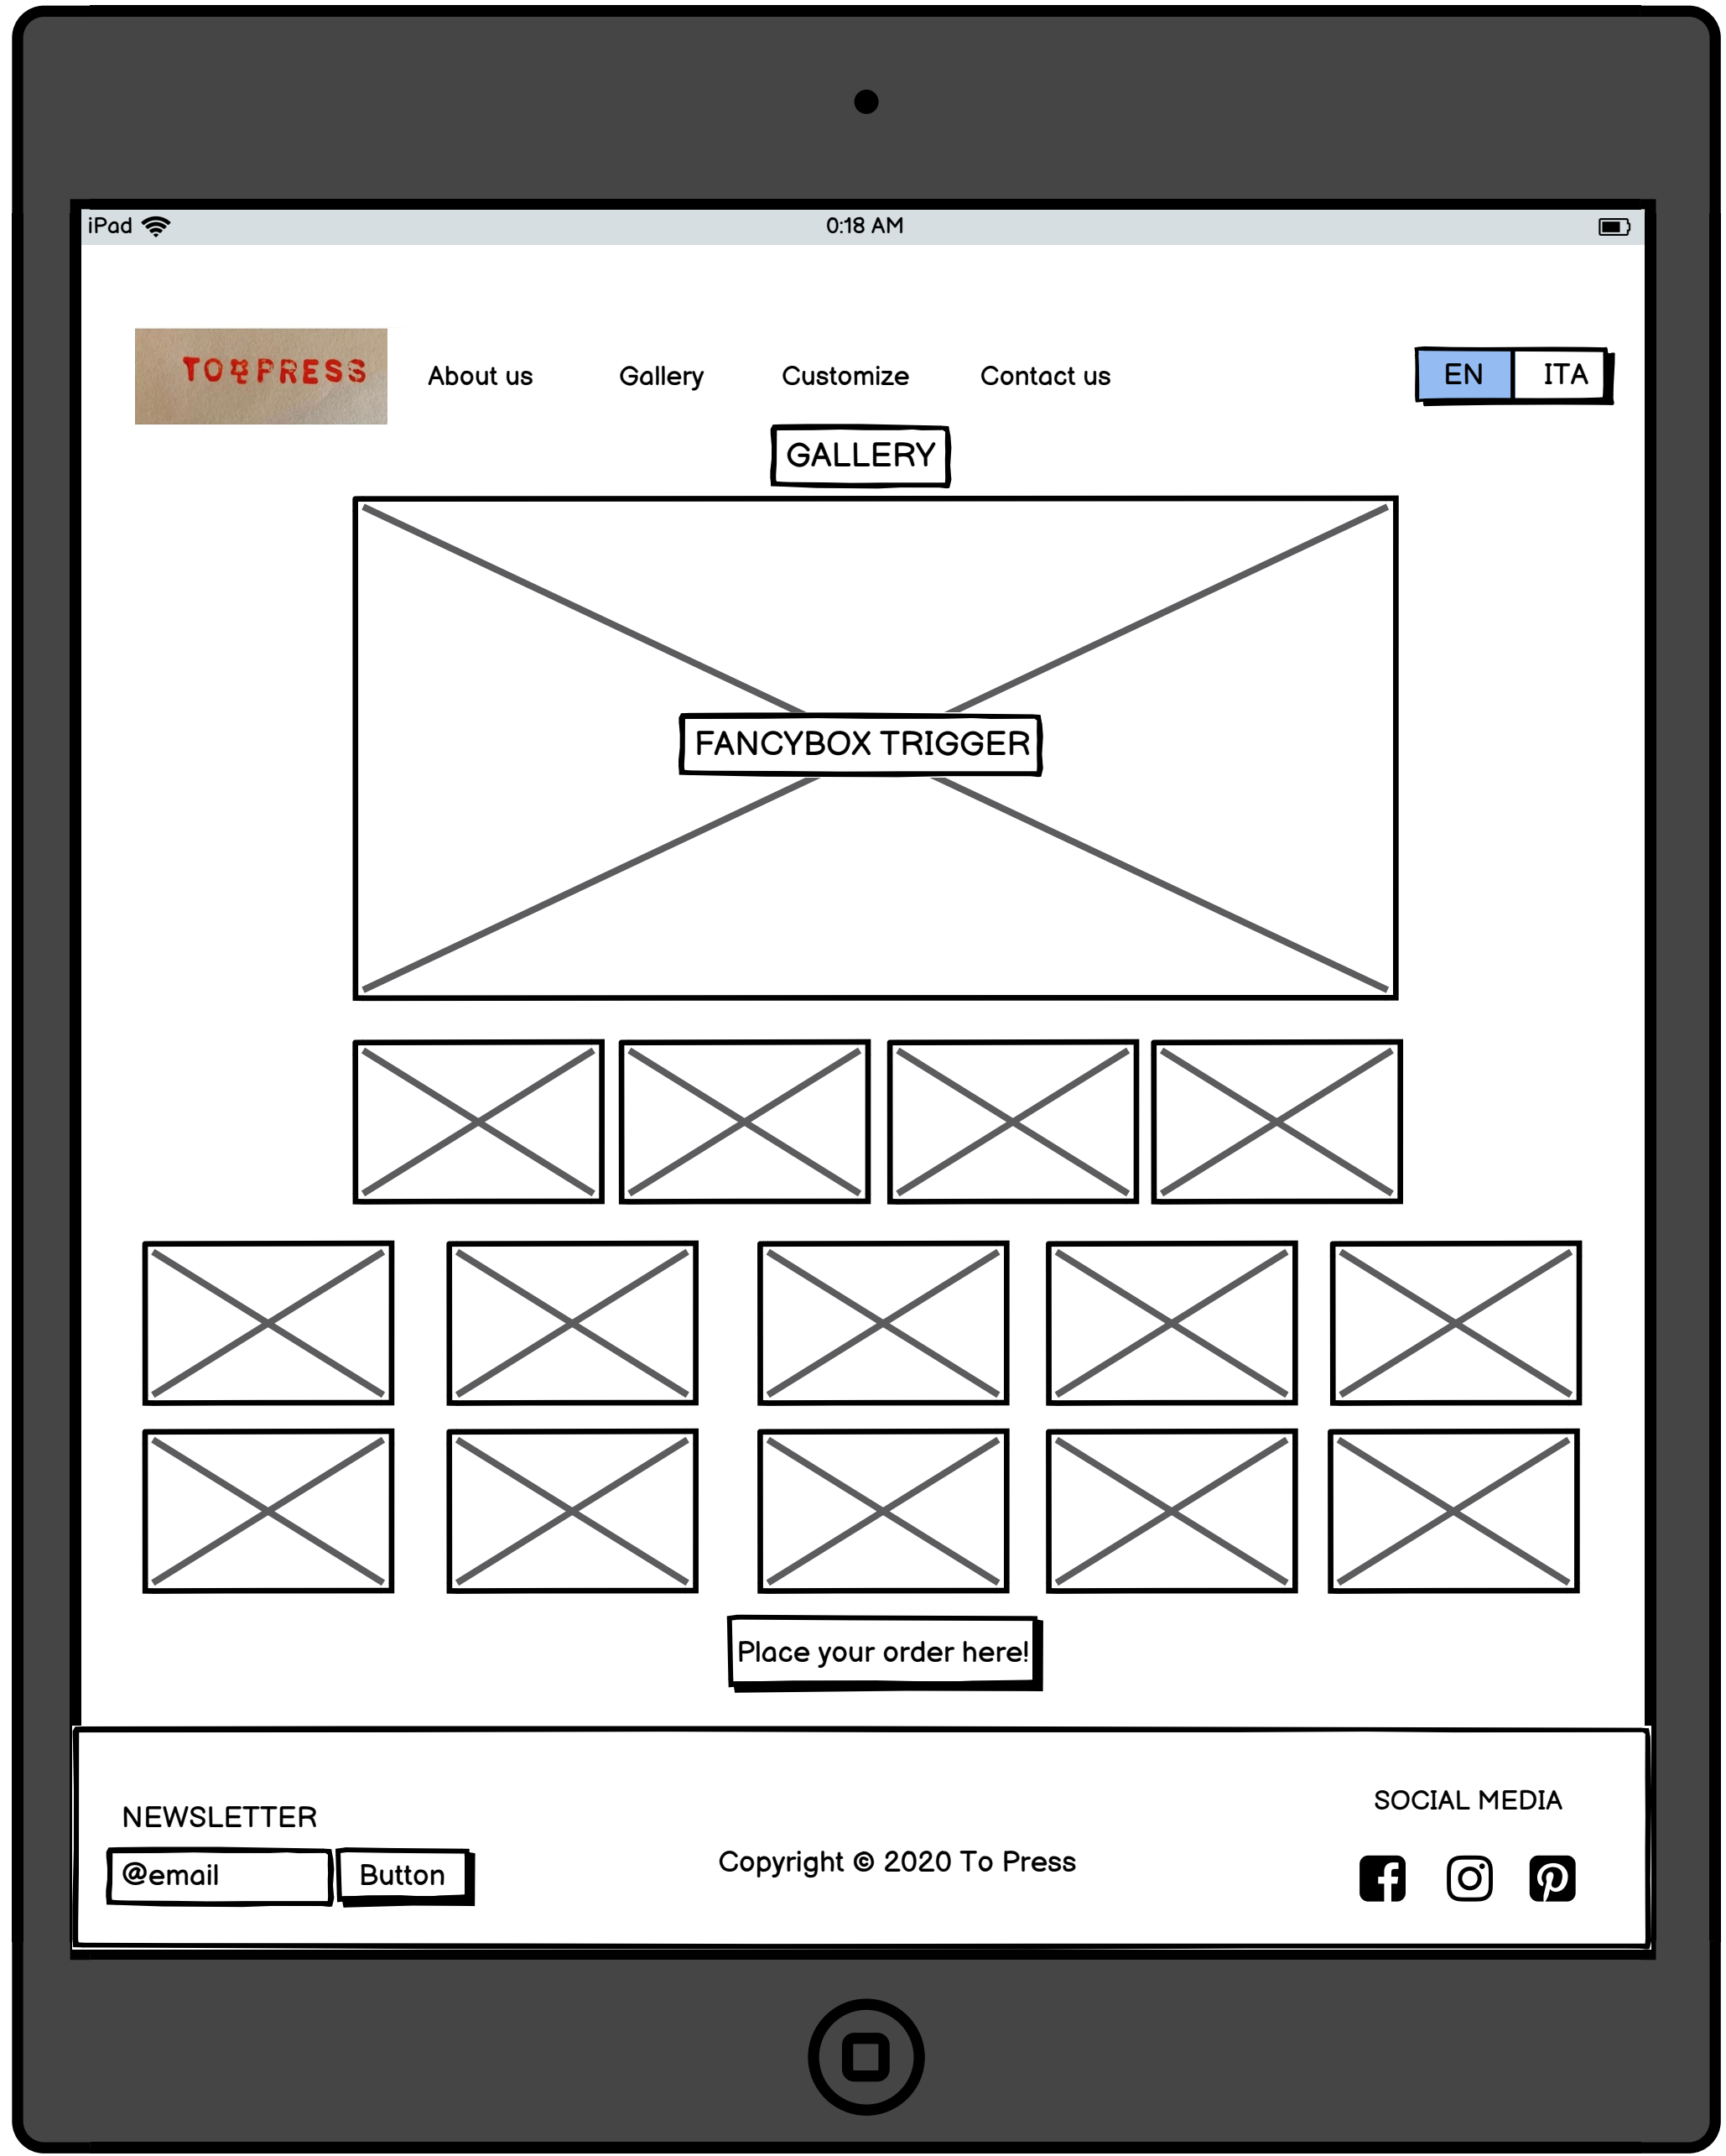 iPad
0:18 AM
TO PRESS
About us
Gallery
Customize
Contact us
EN
ITA
GALLERY
FANCYBOX TRIGGER
Place your order here!
NEWSLETTER
@email
Button
Copyright © 2020 To Press
SOCIAL MEDIA